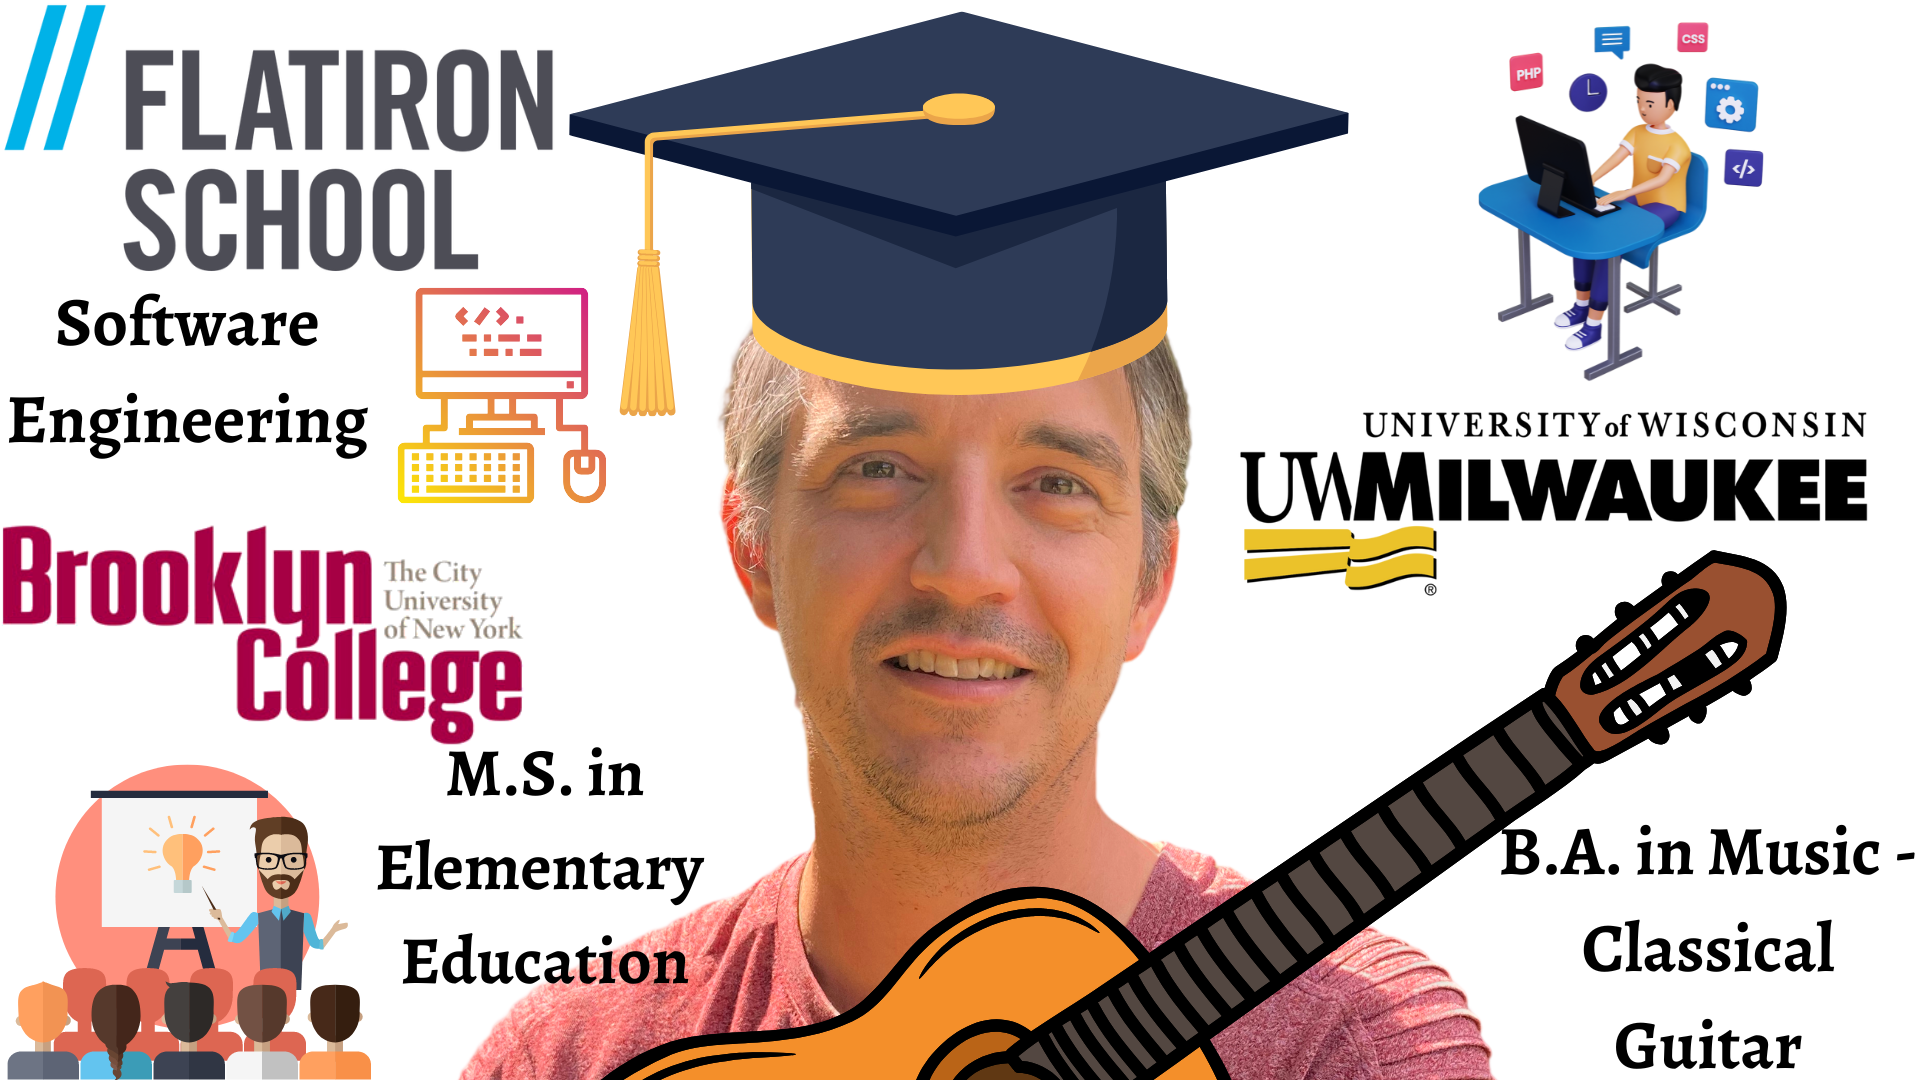 FLATIRON
SCHOOL
Software
Engineering
Brooklyn
College
The City
University
of New York
M.S. in
Elementary
Education
PHP
CSS
</>
</>.
UNIVERSITY of WISCONSIN
UWMILWAUKEE
®
B.A. in Music -
Classical
Guitar